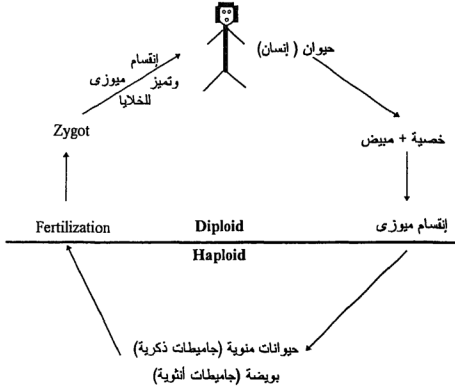 حيوان ( إنسان)
إنقسام
ميوزى
وتميز
للخلايا
Zygot
خصية + مبيض
Fertilization
Diploid
إنقسام ميوزى
Haploid
حيوانات منوية (جاميطات ذكرية)
بويضة (جاميطات أنثوية)